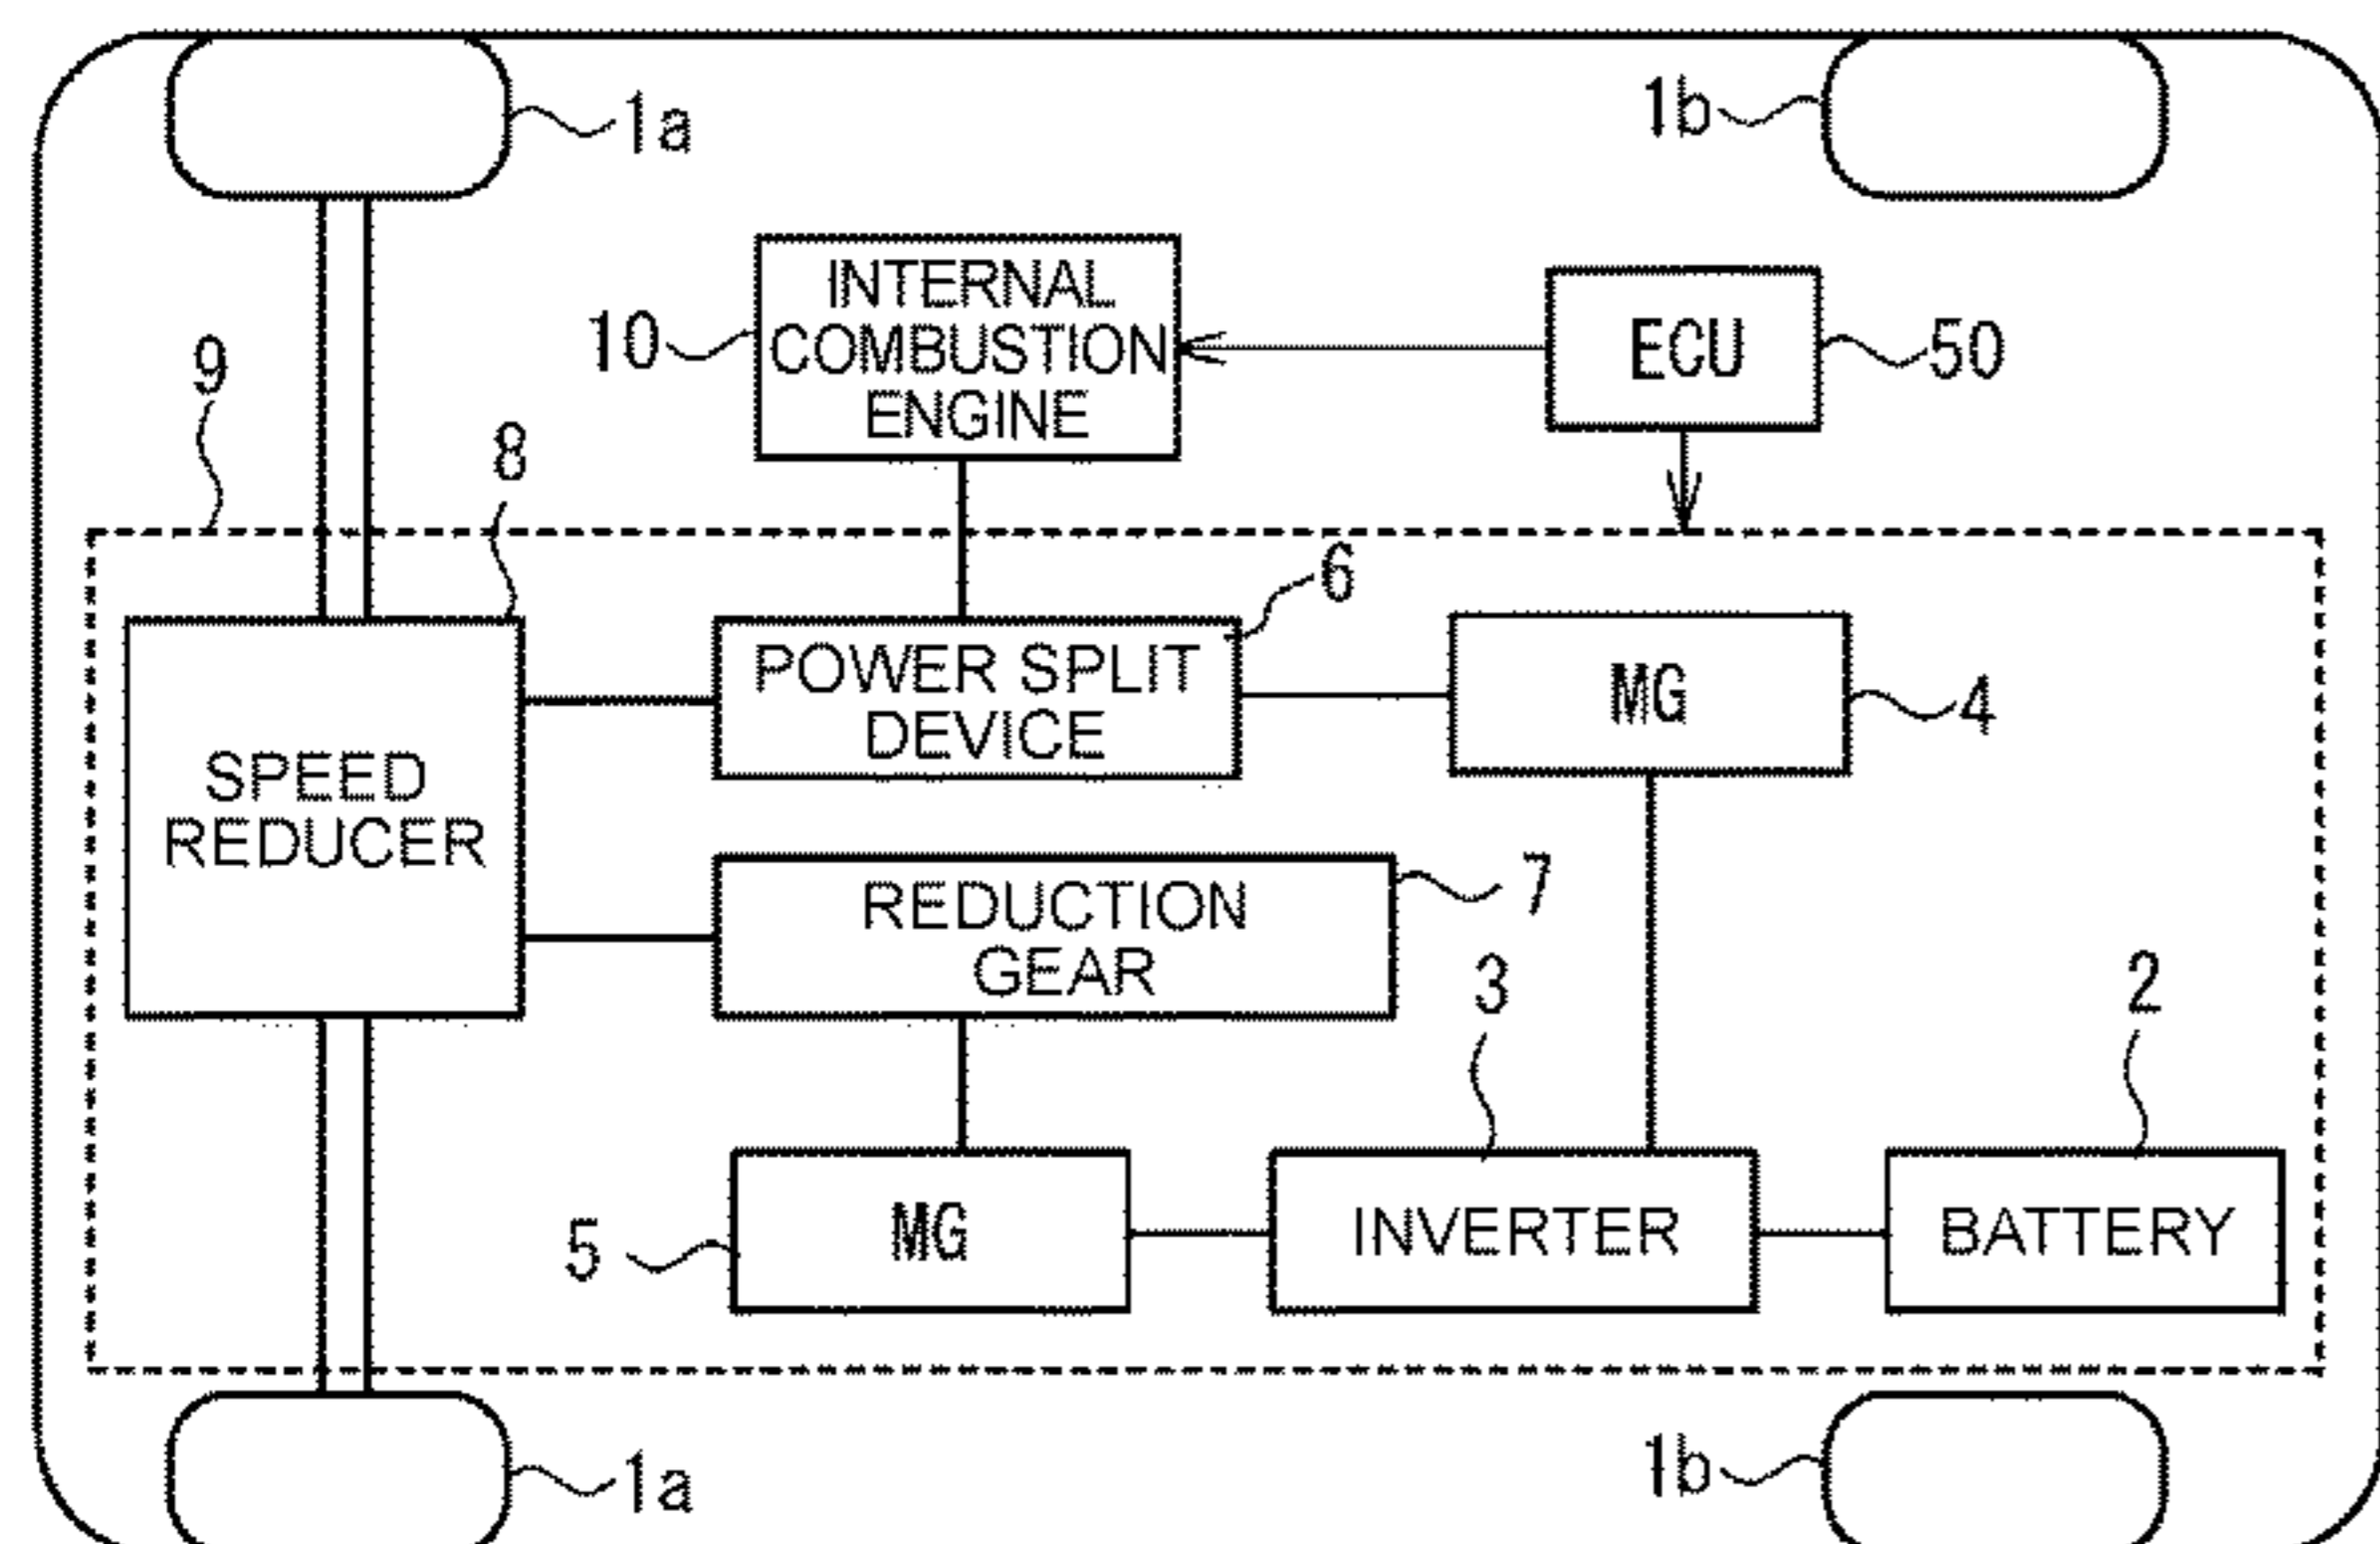 1a
1b
INTERNAL
COMBUSTION
ENGINE
10
ECU
50
9
8
6
POWER SPLIT
DEVICE
MG
4
SPEED
REDUCER
REDUCTION
GEAR
7
3
2
5
MG
INVERTER
BATTERY
1a
1b